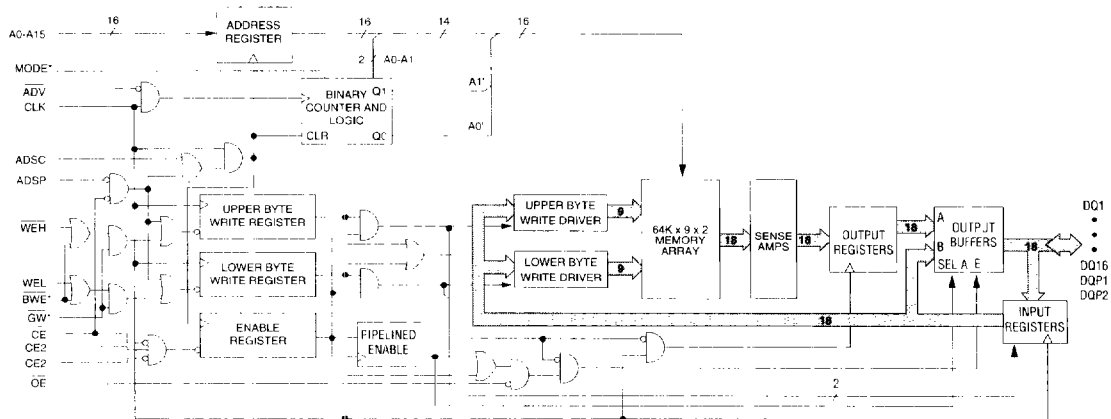 A0-A15
16
ADDRESS
REGISTER
16
14
16
2
A0-A1
MODE*
ADV
CLK
BINARY
COUNTER AND
LOGIC
Q1
CLR
Q0
A1'
A0'
ADSC
ADSP
WEH
WEL
BWE*
GW*
CE
CE2
CE2
OE
UPPER BYTE
WRITE REGISTER
LOWER BYTE
WRITE REGISTER
ENABLE
REGISTER
PIPELINED
ENABLE
UPPER BYTE
WRITE DRIVER
9
LOWER BYTE
WRITE DRIVER
9
64K x 9 x 2
MEMORY
ARRAY
18
SENSE
AMPS
18
OUTPUT
REGISTERS
18
A
B
OUTPUT
BUFFERS
SEL A E
18
18
INPUT
REGISTERS
2
DQ1
DQ16
DQP1
DQP2